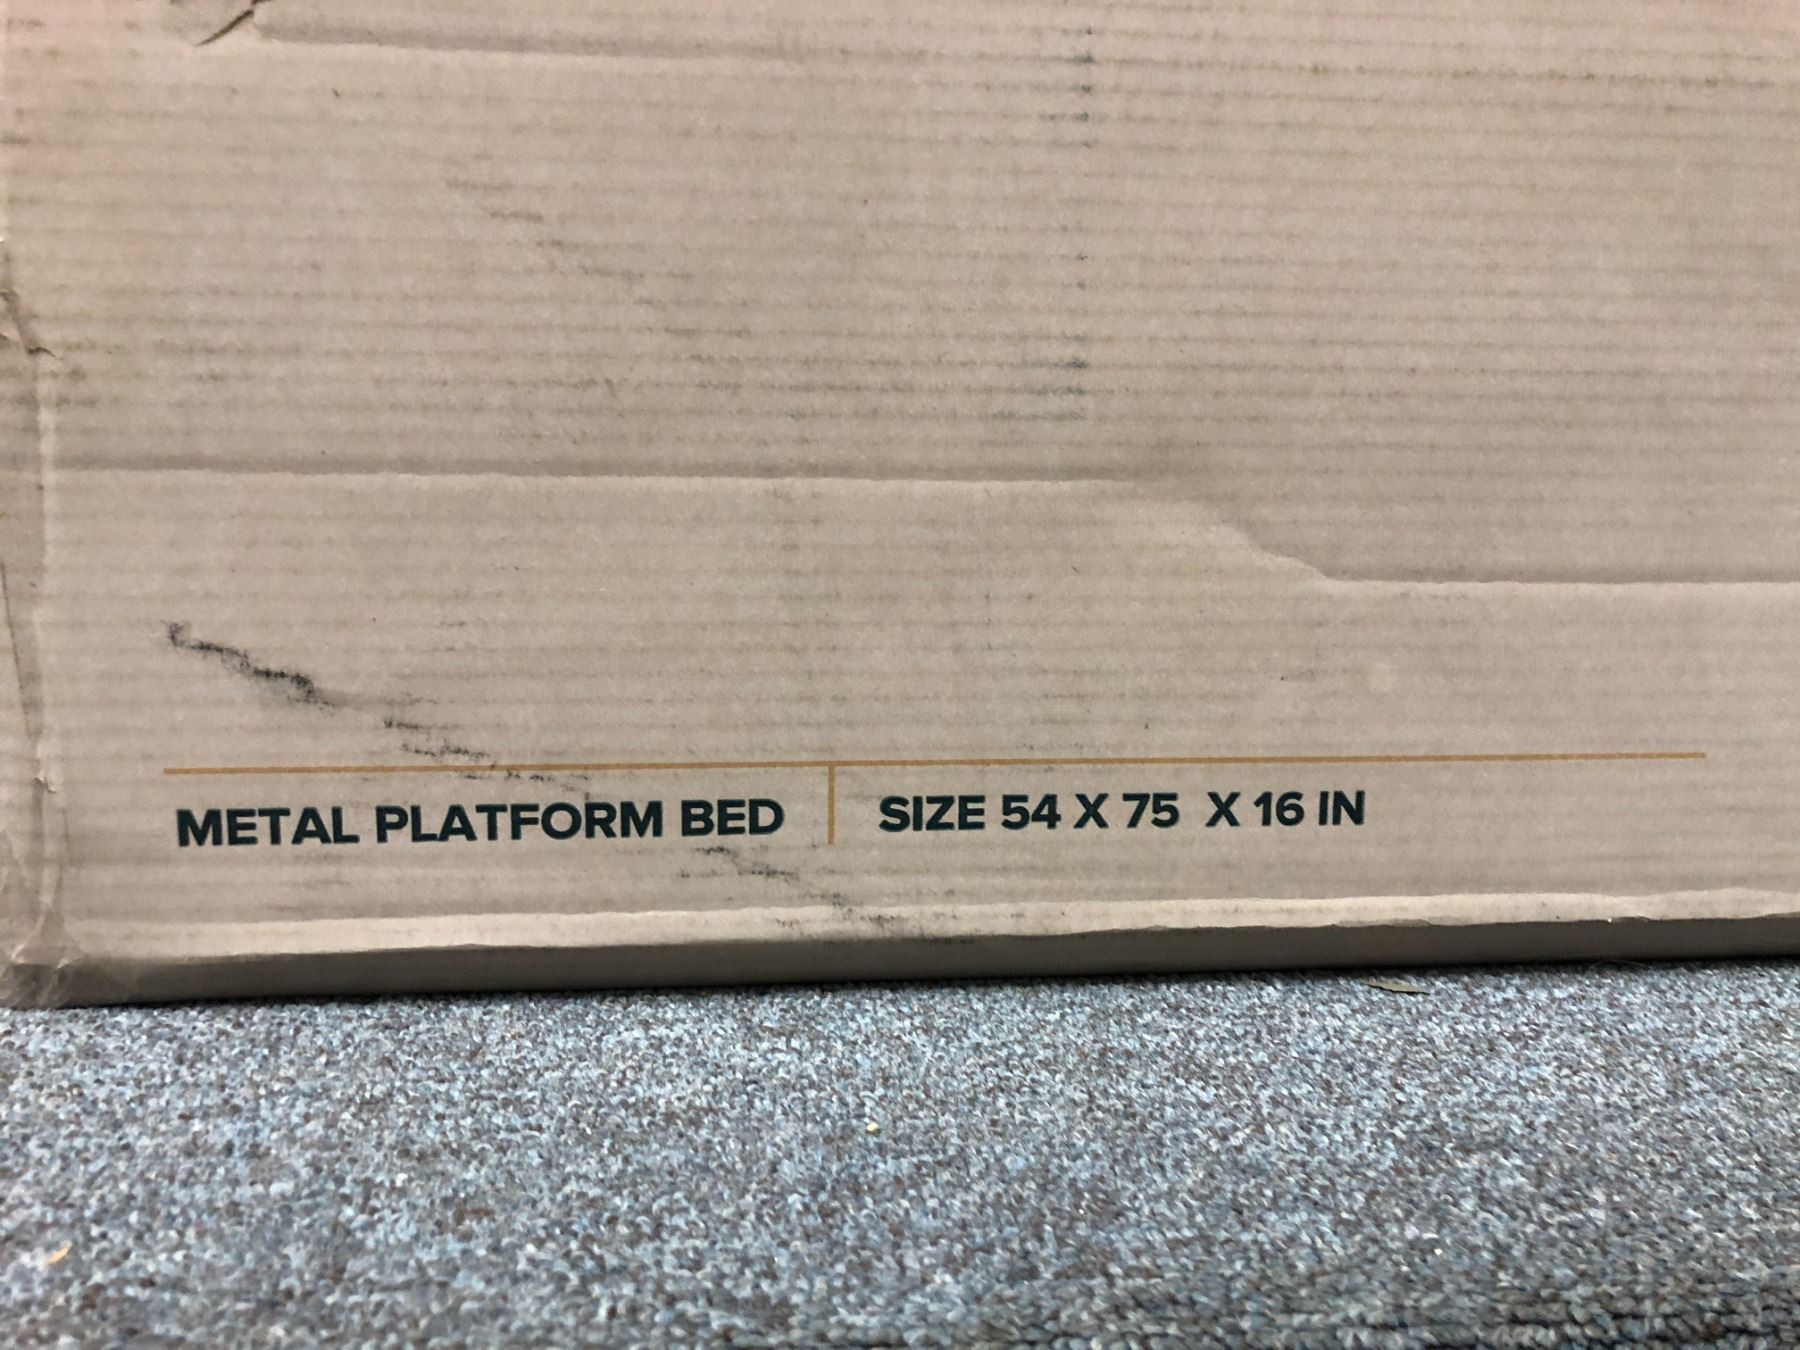 METAL PLATFORM BED
SIZE 54 X 75 X 16 IN